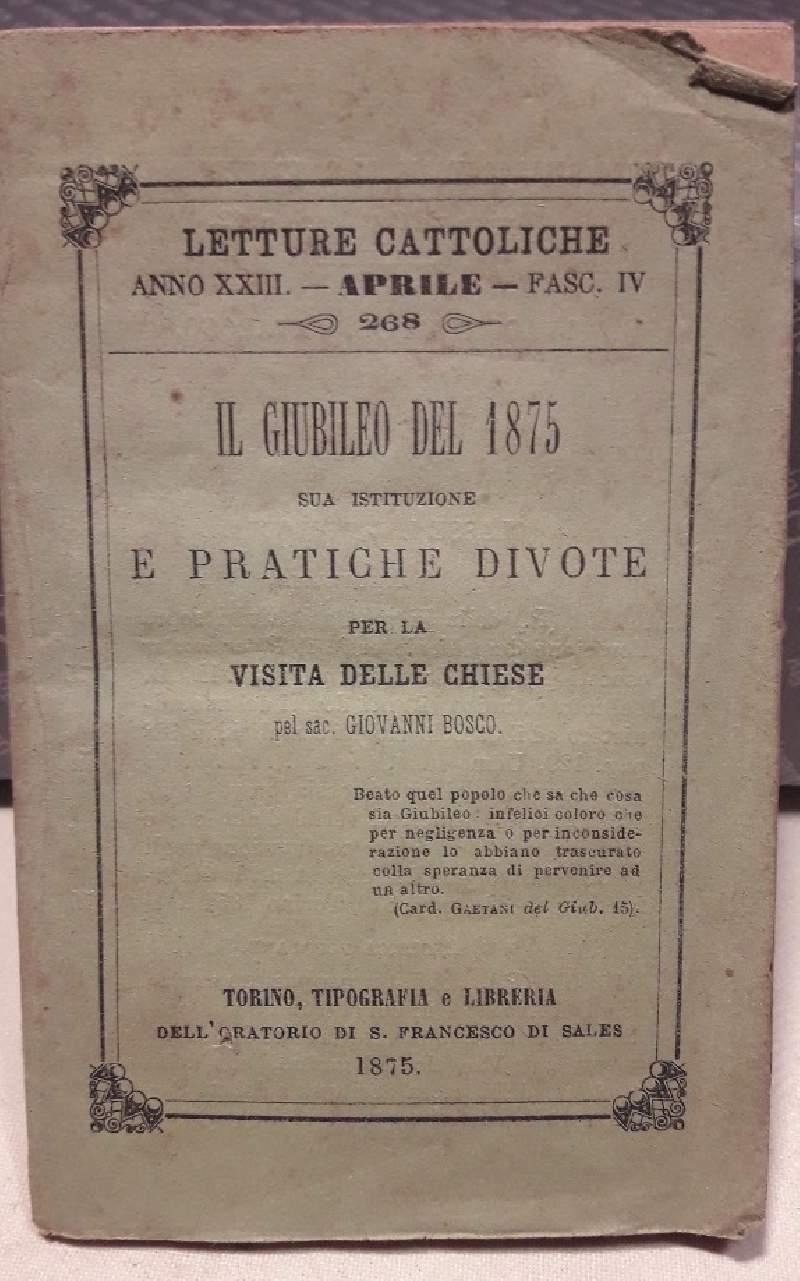 LETTURE CATTOLICHE
ANNO XXIII. — APRILE — FASC. IV
268
IL GIUBILEO DEL 1875
SUA ISTITUZIONE
E PRATICHE DIVOTE
PER LA
VISITA DELLE CHIESE
pel sac. GIOVANNI BOSCO.
Beato quel popolo che sa che cosa
sia Giubileo: infelici coloro che
per negligenza o per inconside-
razione lo abbiano trascurato
colla speranza di pervenire ad
un altro.
(Card. GAETANI del Giub. 15).
TORINO, TIPOGRAFIA e LIBRERIA
DELL'ORATORIO DI S. FRANCESCO DI SALES
1875.